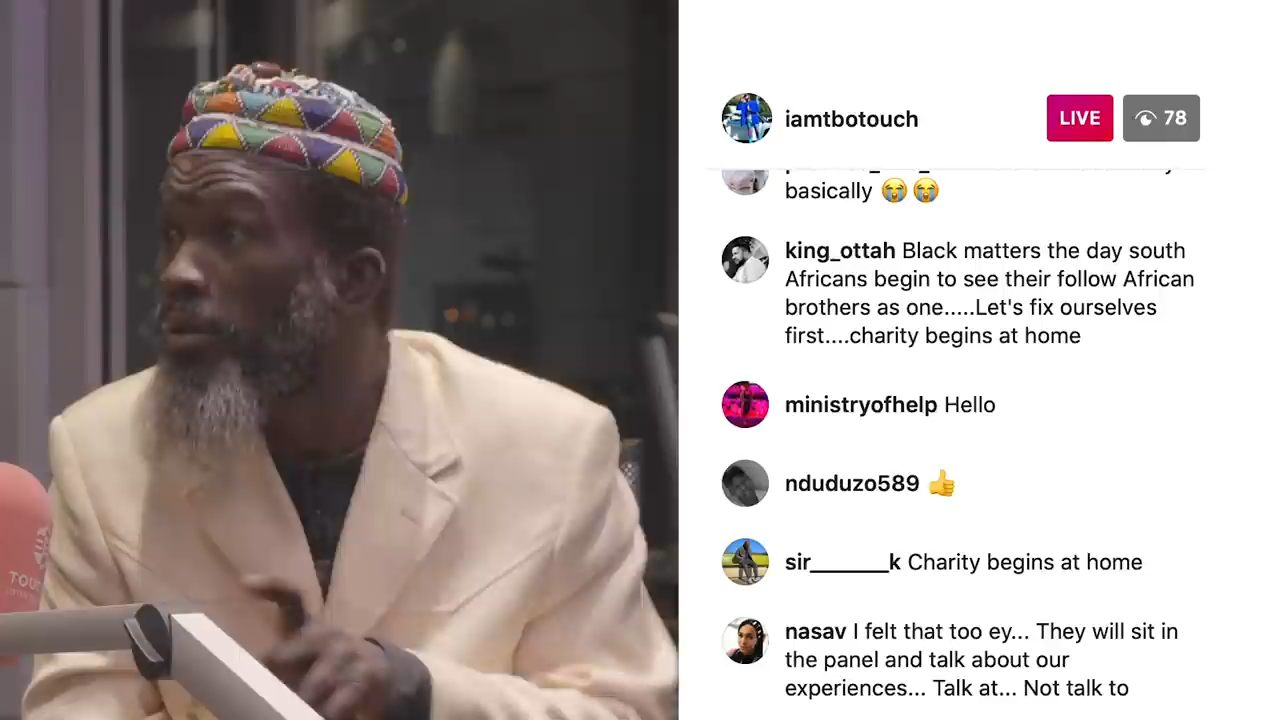 iamtbotouch
LIVE
78
basically 😭 😭
king_ottah Black matters the day south
Africans begin to see their follow African
brothers as one.....Let's fix ourselves
first....charity begins at home
ministryofhelp Hello
nduduzo589 👍
sir_______k Charity begins at home
nasav I felt that too ey... They will sit in
the panel and talk about our
experiences... Talk at... Not talk to
TOUC